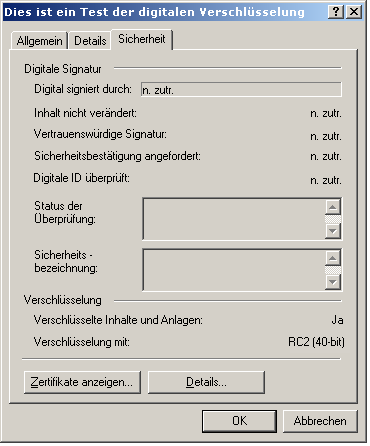 Dies ist ein Test der digitalen Verschlüsselung
Allgemein Details Sicherheit
Digitale Signatur
Digital signiert durch: n. zutr.
Inhalt nicht verändert: n. zutr.
Vertrauenswürdige Signatur: n. zutr.
Sicherheitsbestätigung angefordert: n. zutr.
Digitale ID überprüft: n. zutr.
Status der
Überprüfung:
Sicherheits -
bezeichnung:
Verschlüsselung
Verschlüsselte Inhalte und Anlagen: Ja
Verschlüsselung mit: RC2 (40-bit)
Zertifikate anzeigen... Details...
OK Abbrechen